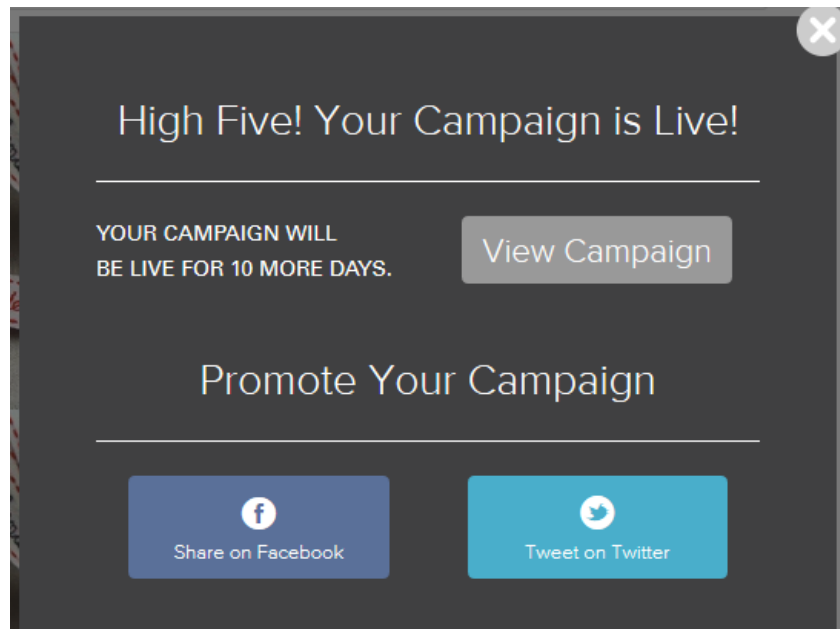 High Five! Your Campaign is Live!
YOUR CAMPAIGN WILL
BE LIVE FOR 10 MORE DAYS.
View Campaign
Promote Your Campaign
Share on Facebook
Tweet on Twitter